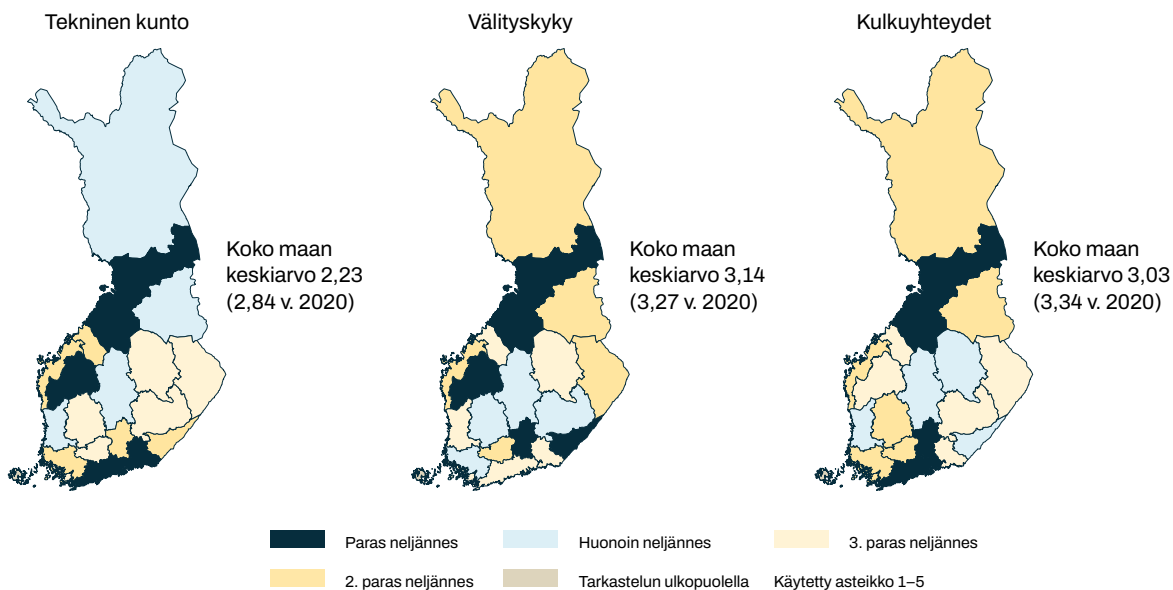 Tekninen kunto
Koko maan
keskiarvo 2,23
(2,84 v. 2020)
Välityskyky
Koko maan
keskiarvo 3,14
(3,27 v. 2020)
Kulkuyhteydet
Koko maan
keskiarvo 3,03
(3,34 v. 2020)
Paras neljännes
Huonoin neljännes
3. paras neljännes
2. paras neljännes
Tarkastelun ulkopuolella
Käytetty asteikko 1–5